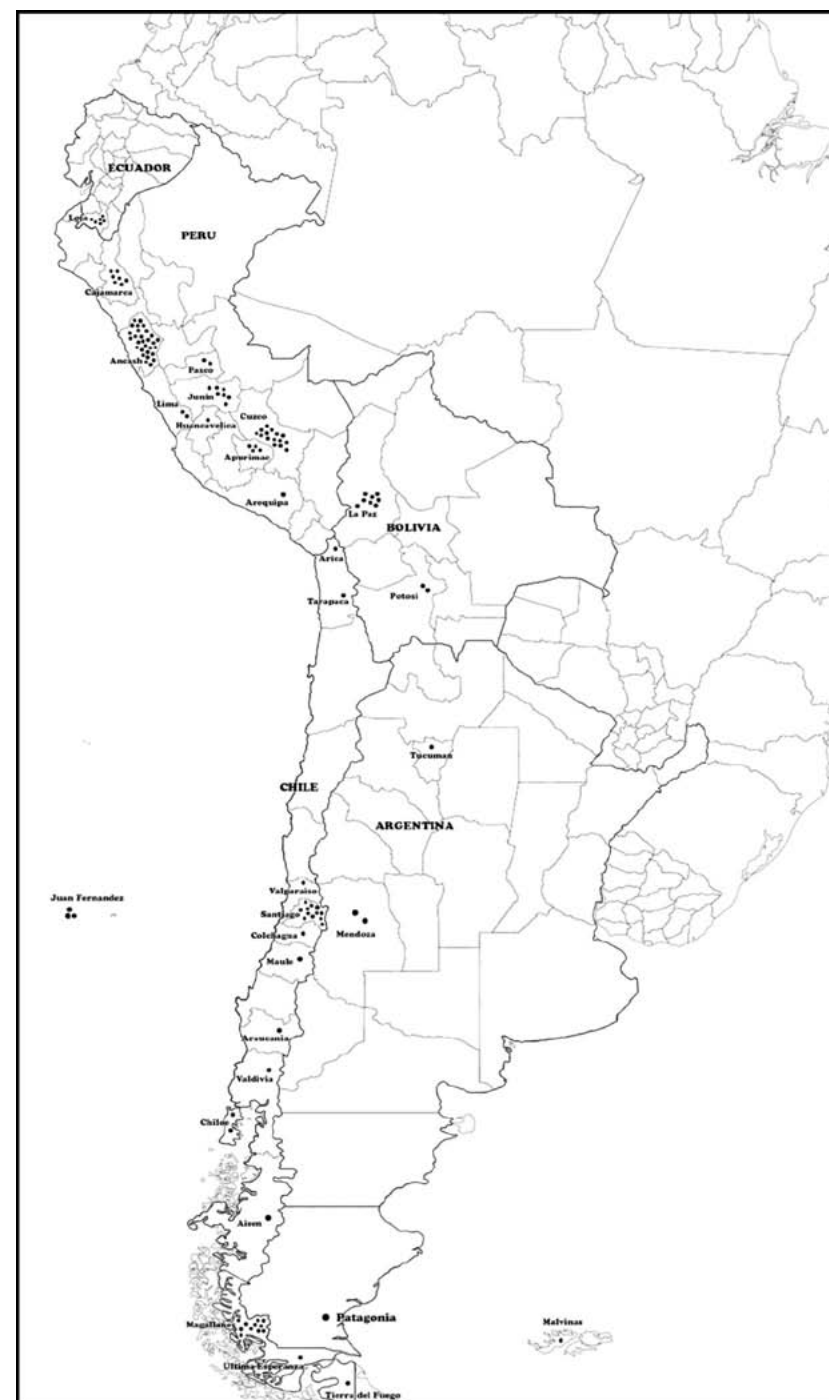 ECUADOR
Loja
PERU
Cajamarca
Ancash
Pasco
Junin
Lima
Huancavelica
Cuzco
Apurimac
Arequipa
La Paz
BOLIVIA
Arica
Tarapaca
Potosi
Tucuman
CHILE
ARGENTINA
Valparaiso
Juan Fernandez
Santiago
Mendoza
Colchagua
Maule
Araucania
Valdivia
Chiloe
Aisen
Magallanes
Patagonia
Malvinas
Ultima Esperanza
Tierra del Fuego